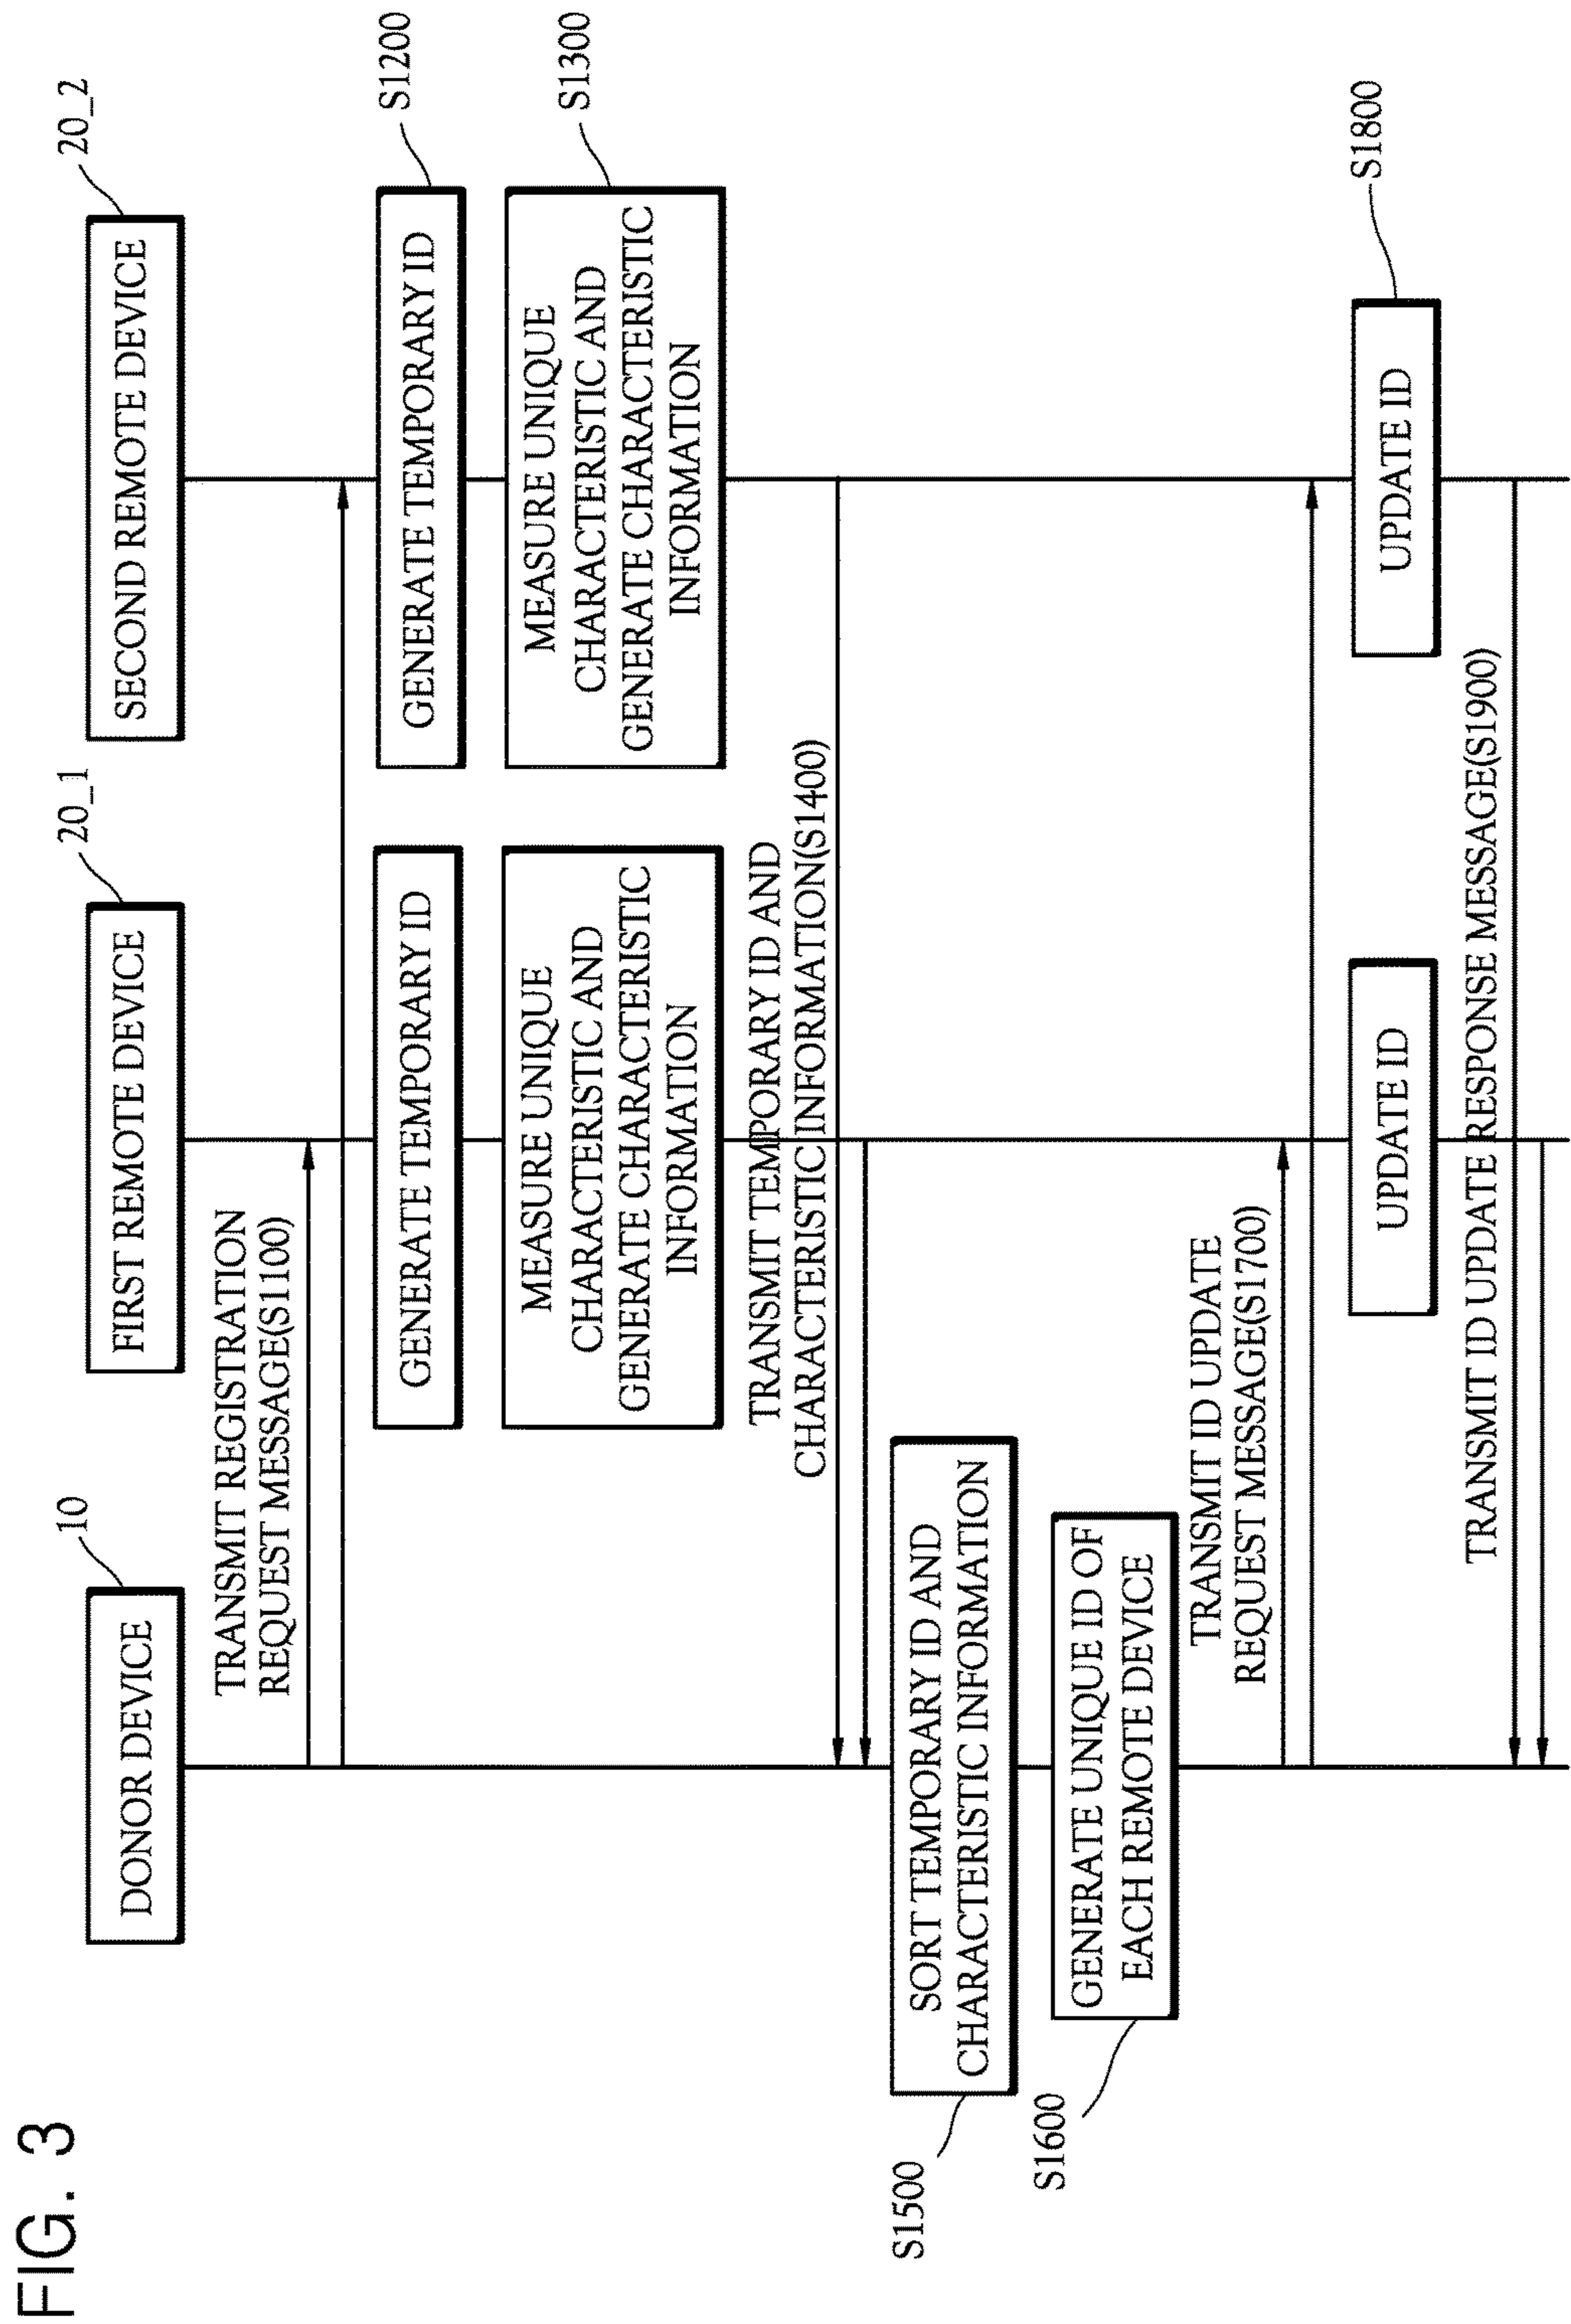 FIG. 3
10
20_1
20_2
DONOR DEVICE
FIRST REMOTE DEVICE
SECOND REMOTE DEVICE
TRANSMIT REGISTRATION
REQUEST MESSAGE(S1100)
GENERATE TEMPORARY ID
GENERATE TEMPORARY ID
S1200
MEASURE UNIQUE
CHARACTERISTIC AND
GENERATE CHARACTERISTIC
INFORMATION
MEASURE UNIQUE
CHARACTERISTIC AND
GENERATE CHARACTERISTIC
INFORMATION
S1300
TRANSMIT TEMPORARY ID AND
CHARACTERISTIC INFORMATION(S1400)
S1500
SORT TEMPORARY ID AND
CHARACTERISTIC INFORMATION
S1600
GENERATE UNIQUE ID OF
EACH REMOTE DEVICE
TRANSMIT ID UPDATE
REQUEST MESSAGE(S1700)
UPDATE ID
UPDATE ID
S1800
TRANSMIT ID UPDATE RESPONSE MESSAGE(S1900)